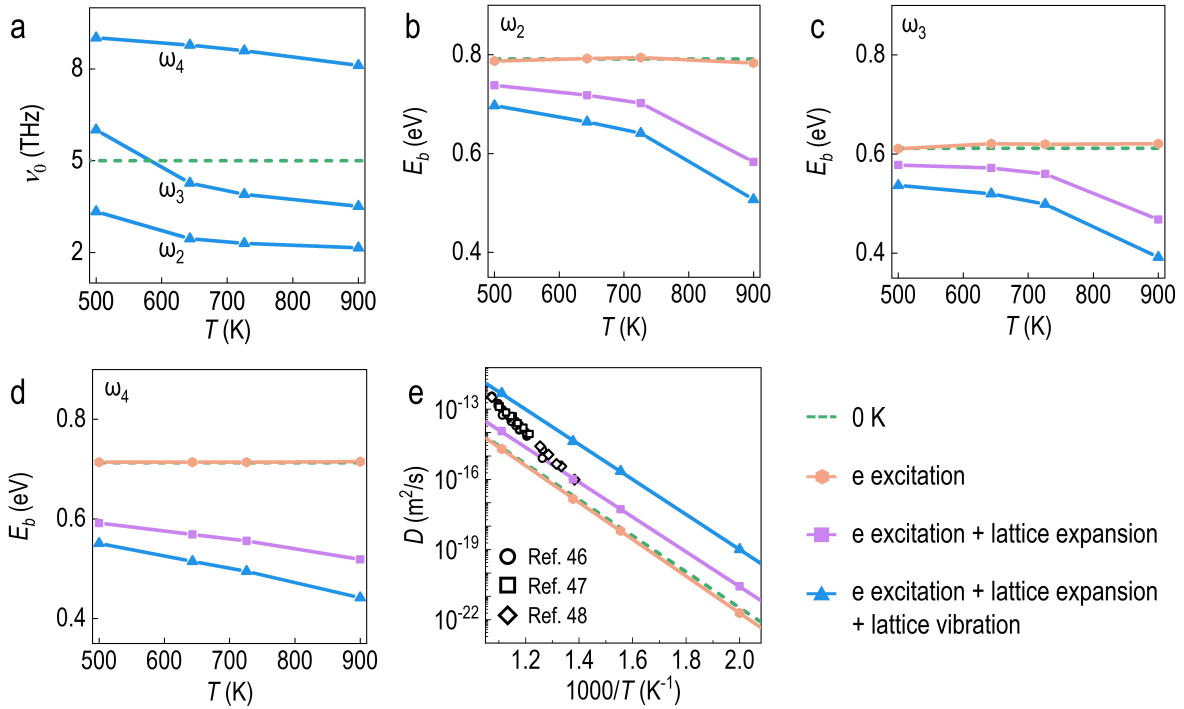 a
8
5
2
ν0 (THz)
ω4
ω3
ω2
500
600
700
800
900
T (K)
b
ω2
0.8
0.6
0.4
Eb (eV)
500
600
700
800
900
T (K)
c
ω3
0.8
0.6
0.4
Eb (eV)
500
600
700
800
900
T (K)
d
ω4
0.8
0.6
0.4
Eb (eV)
500
600
700
800
900
T (K)
e
10-13
10-16
10-19
10-22
D (m2/s)
Ref. 46
Ref. 47
Ref. 48
1.2
1.4
1.6
1.8
2.0
1000/T (K-1)
0 K
e excitation
e excitation + lattice expansion
e excitation + lattice expansion
+ lattice vibration